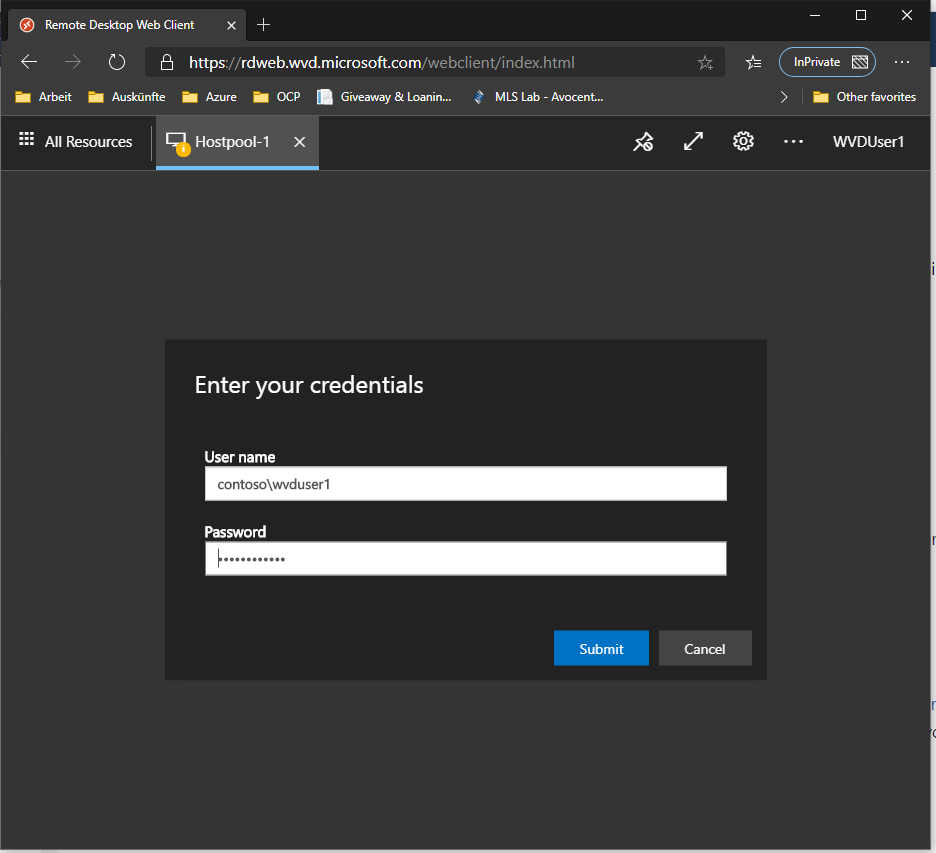 Remote Desktop Web Client
https://rdweb.wvd.microsoft.com/webclient/index.html
InPrivate
Arbeit Auskünfte Azure OCP Giveaway & Loanin... MLS Lab - Avocent... Other favorites
All Resources Hostpool-1 WVDUser1
Enter your credentials
User name
contoso\wvduser1
Password
••••••••••••
Submit Cancel